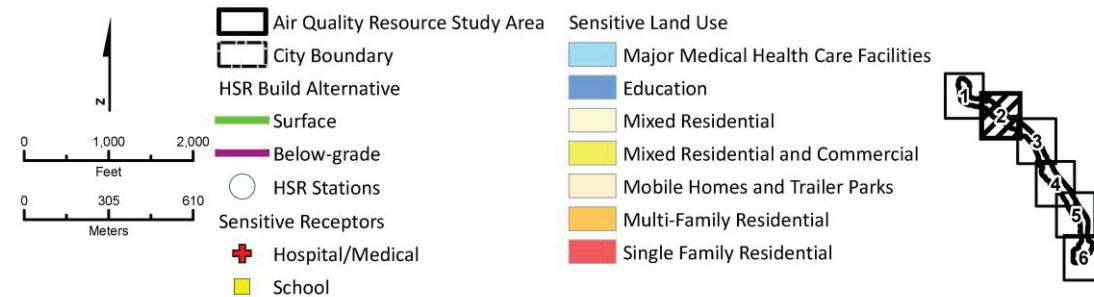 N
0 1,000 2,000
Feet
0 305 610
Meters
Air Quality Resource Study Area
City Boundary
HSR Build Alternative
Surface
Below-grade
HSR Stations
Sensitive Receptors
Hospital/Medical
School
Sensitive Land Use
Major Medical Health Care Facilities
Education
Mixed Residential
Mixed Residential and Commercial
Mobile Homes and Trailer Parks
Multi-Family Residential
Single Family Residential
1
2
3
4
5
6